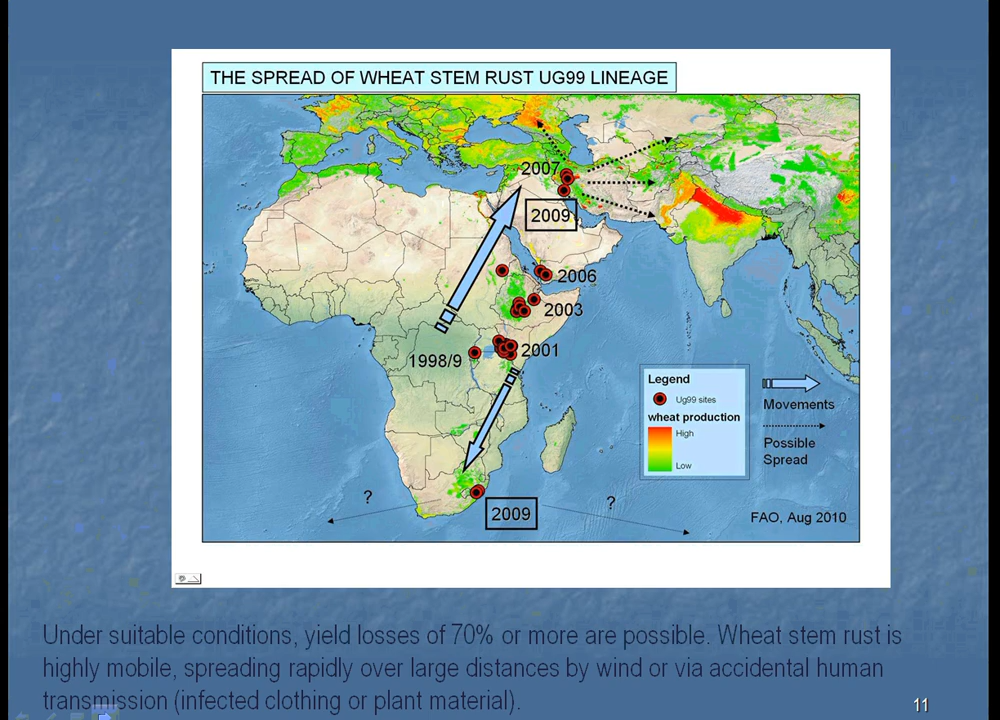 THE SPREAD OF WHEAT STEM RUST UG99 LINEAGE
2007
2009
2006
2003
1998/9
2001
Legend
Ug99 sites
wheat production
High
Low
Movements
Possible
Spread
?
?
2009
FAO, Aug 2010
Under suitable conditions, yield losses of 70% or more are possible. Wheat stem rust is
highly mobile, spreading rapidly over large distances by wind or via accidental human
transmission (infected clothing or plant material).
11